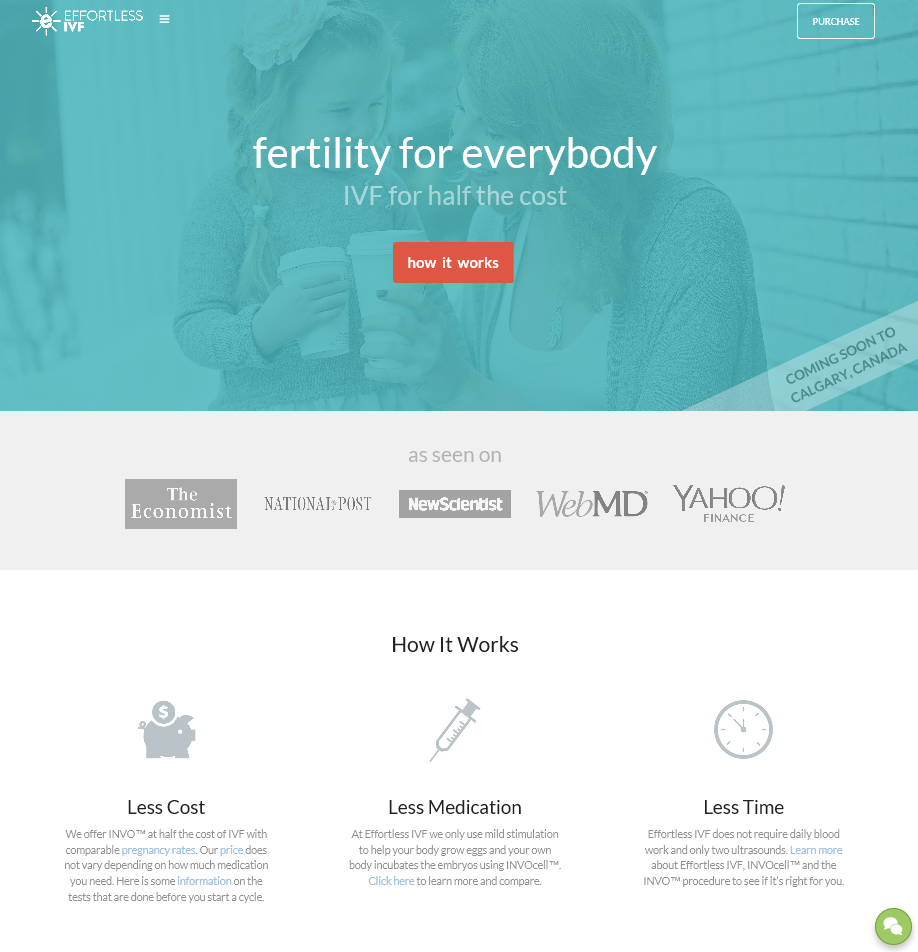 EFFORTLESS
IVF
PURCHASE
fertility for everybody
IVF for half the cost
how it works
COMING SOON TO
CALGARY, CANADA
as seen on
The
Economist
NATIONAL POST
NewScientist
WebMD
YAHOO!
FINANCE
How It Works
Less Cost
We offer INVO™ at half the cost of IVF with
comparable pregnancy rates. Our price does
not vary depending on how much medication
you need. Here is some information on the
tests that are done before you start a cycle.
Less Medication
At Effortless IVF we only use mild stimulation
to help your body grow eggs and your own
body incubates the embryos using INVOcell™.
Click here to learn more and compare.
Less Time
Effortless IVF does not require daily blood
work and only two ultrasounds. Learn more
about Effortless IVF, INVOcell™ and the
INVO™ procedure to see if it's right for you.